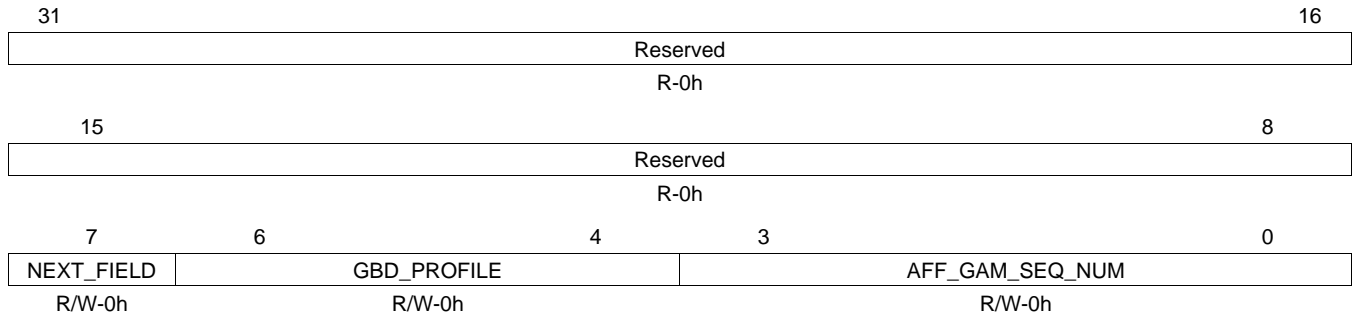 31 16
Reserved
R-0h
15 8
Reserved
R-0h
7 6 4 3 0
NEXT_FIELD GBD_PROFILE AFF_GAM_SEQ_NUM
R/W-0h R/W-0h R/W-0h